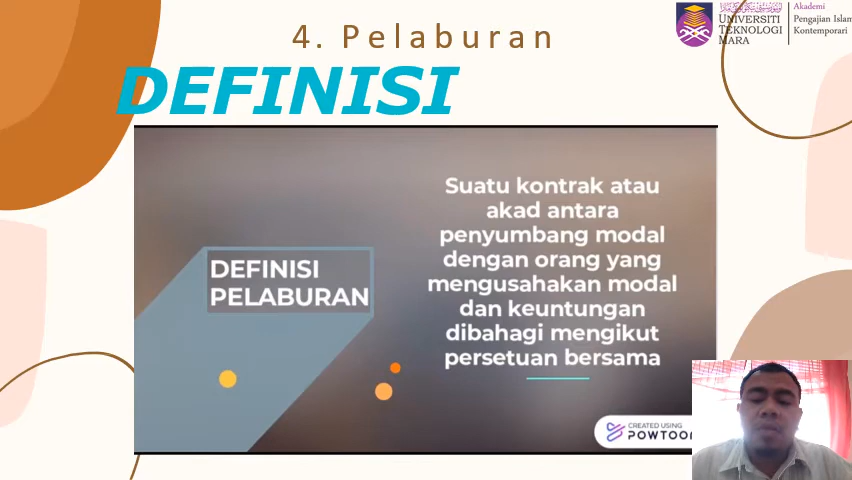 4. Pelaburan
DEFINISI
UNIVERSITI
TEKNOLOGI
MARA
Akademi
Pengajian Islam
Kontemporari
DEFINISI
PELABURAN
Suatu kontrak atau
akad antara
penyumbang modal
dengan orang yang
mengusahakan modal
dan keuntungan
dibahagi mengikut
persetuan bersama
CREATED USING
POWTOON